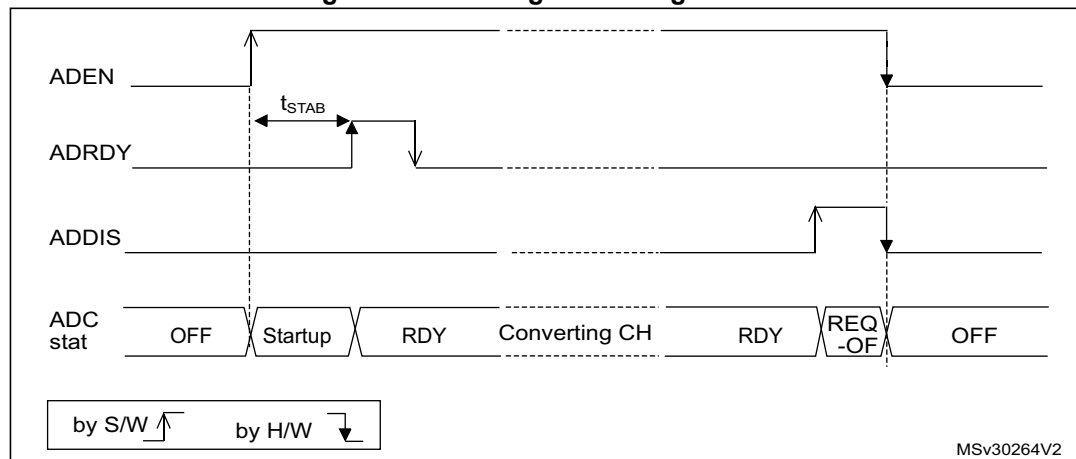 ADEN
tSTAB
ADRDY
ADDIS
ADC
stat
OFF
Startup
RDY
Converting CH
RDY
REQ
-OF
OFF
by S/W
by H/W
MSv30264V2